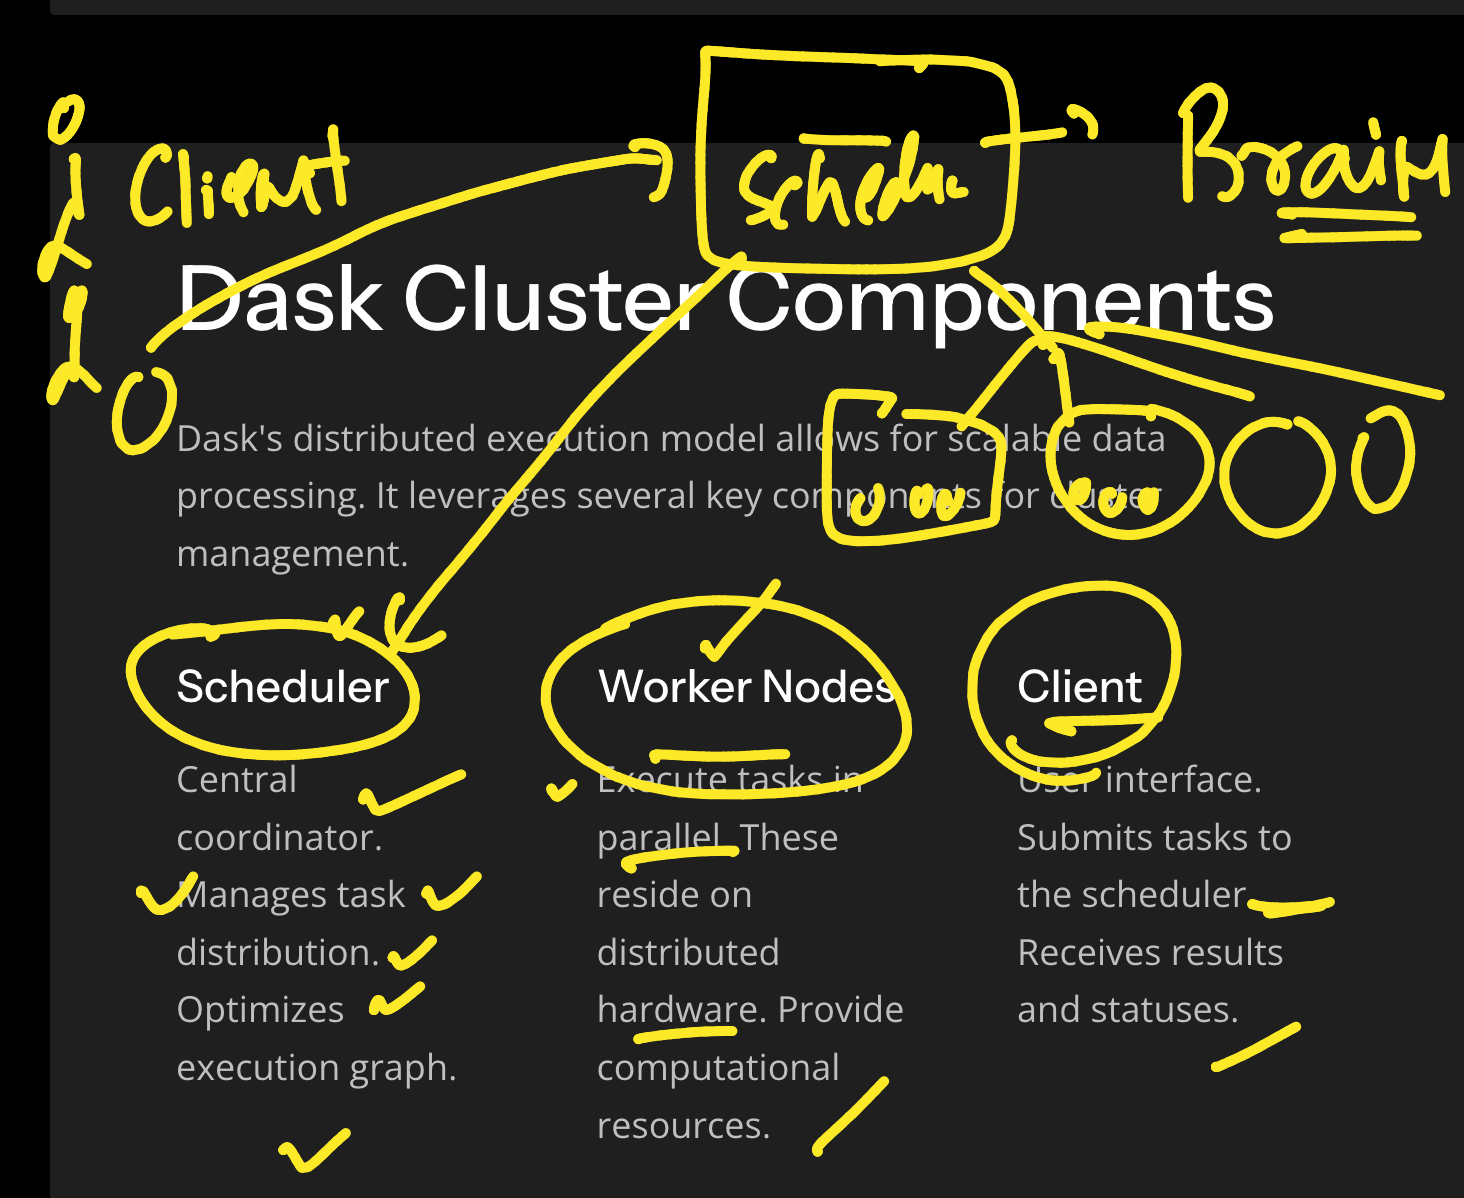 Client
Schedu
Brain
Dask Cluster Components
Dask's distributed execution model allows for scalable data
processing. It leverages several key components for cluster
management.
Scheduler
Central
coordinator.
Manages task
distribution.
Optimizes
execution graph.
Worker Nodes
Execute tasks in
parallel. These
reside on
distributed
hardware. Provide
computational
resources.
Client
User interface.
Submits tasks to
the scheduler.
Receives results
and statuses.